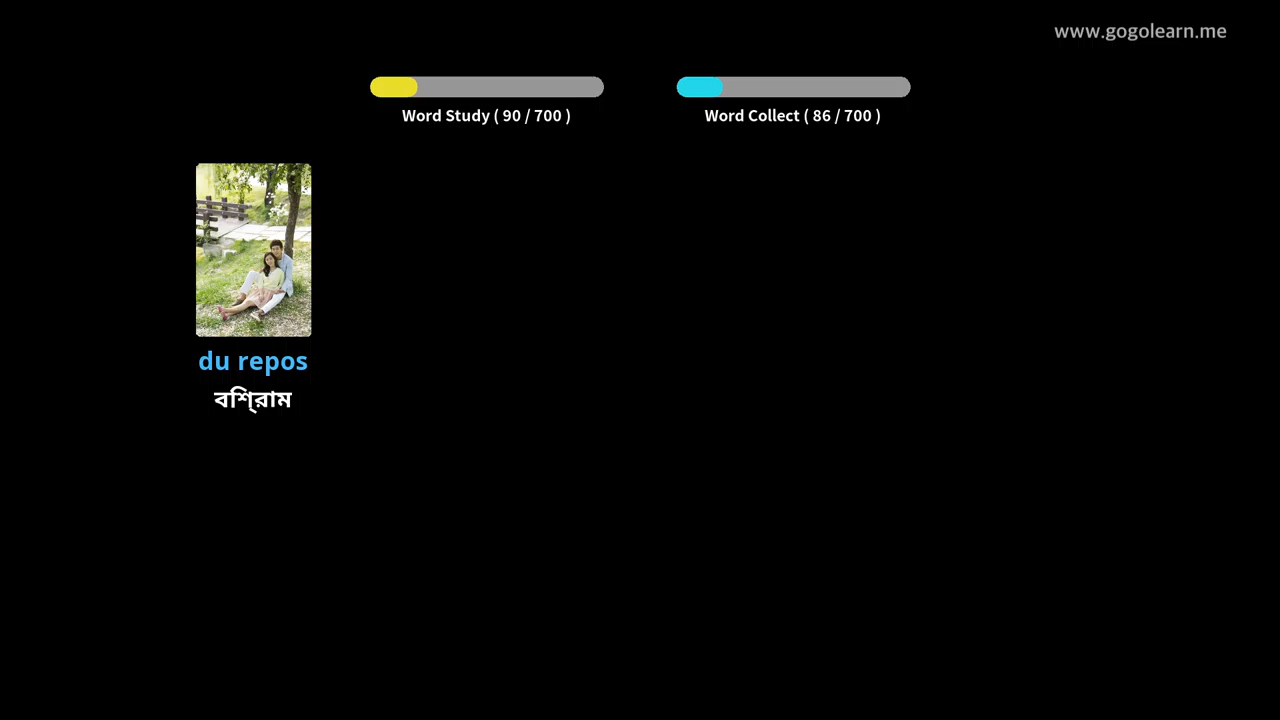 www.gogolearn.me
Word Study ( 90 / 700 )
Word Collect ( 86 / 700 )
du repos
বিশ্রাম